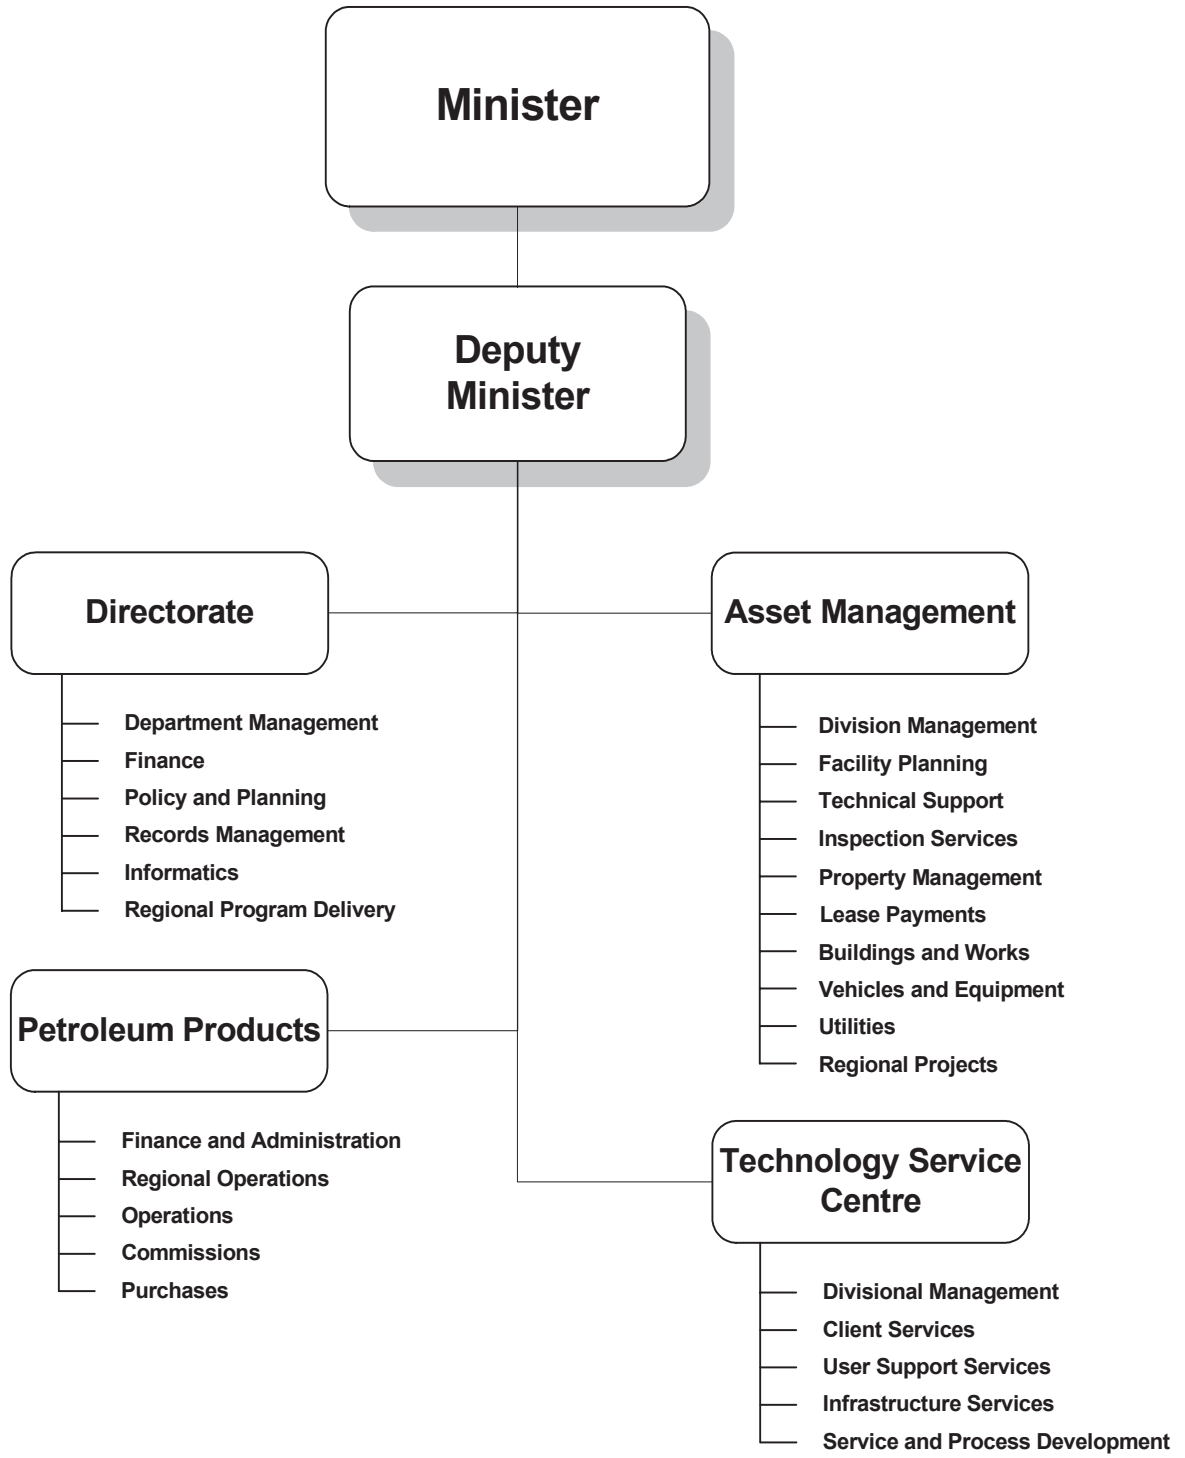 Minister
Deputy
Minister
Directorate
Department Management
Finance
Policy and Planning
Records Management
Informatics
Regional Program Delivery
Asset Management
Division Management
Facility Planning
Technical Support
Inspection Services
Property Management
Lease Payments
Buildings and Works
Vehicles and Equipment
Utilities
Regional Projects
Petroleum Products
Finance and Administration
Regional Operations
Operations
Commissions
Purchases
Technology Service
Centre
Divisional Management
Client Services
User Support Services
Infrastructure Services
Service and Process Development